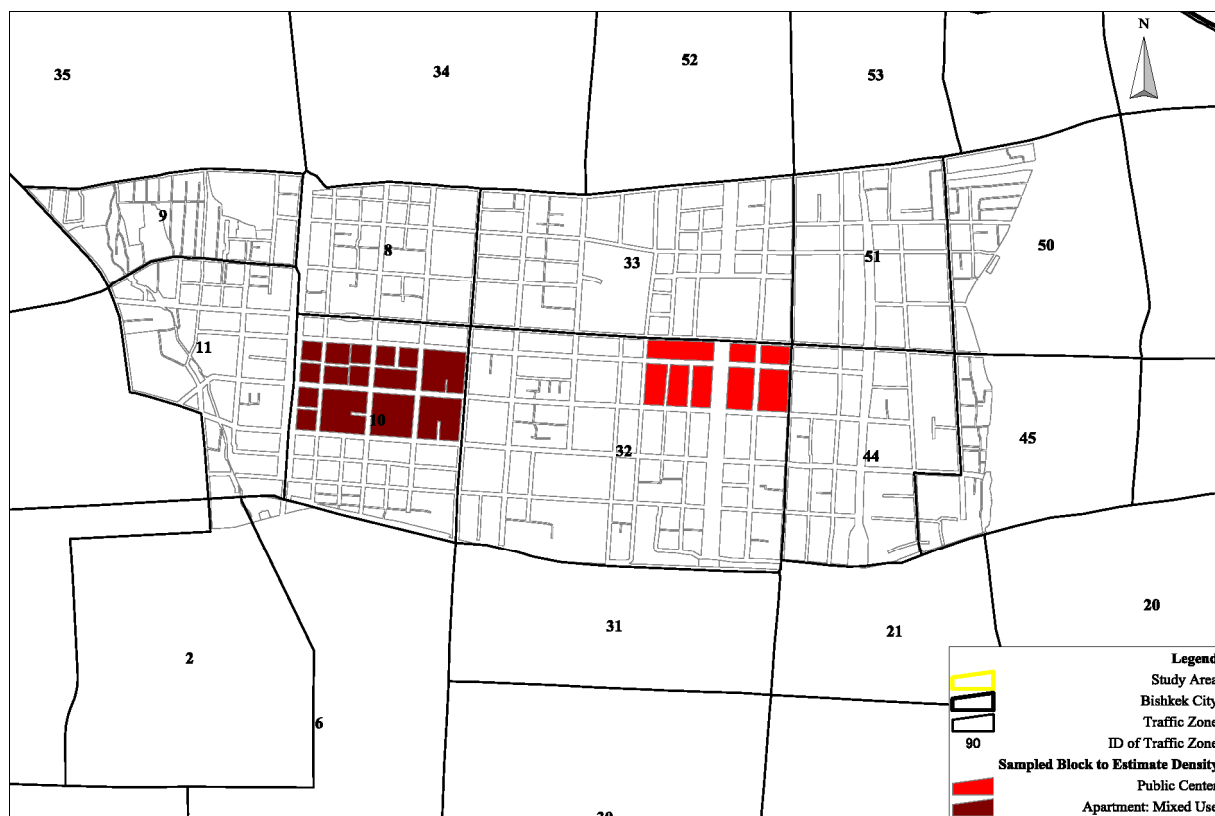 N
35
34
52
53
9
8
33
51
50
11
10
32
44
45
31
21
20
2
6
Legend
Study Area
Bishkek City
Traffic Zone
90 ID of Traffic Zone
Sampled Block to Estimate Density
Public Center
Apartment: Mixed Use